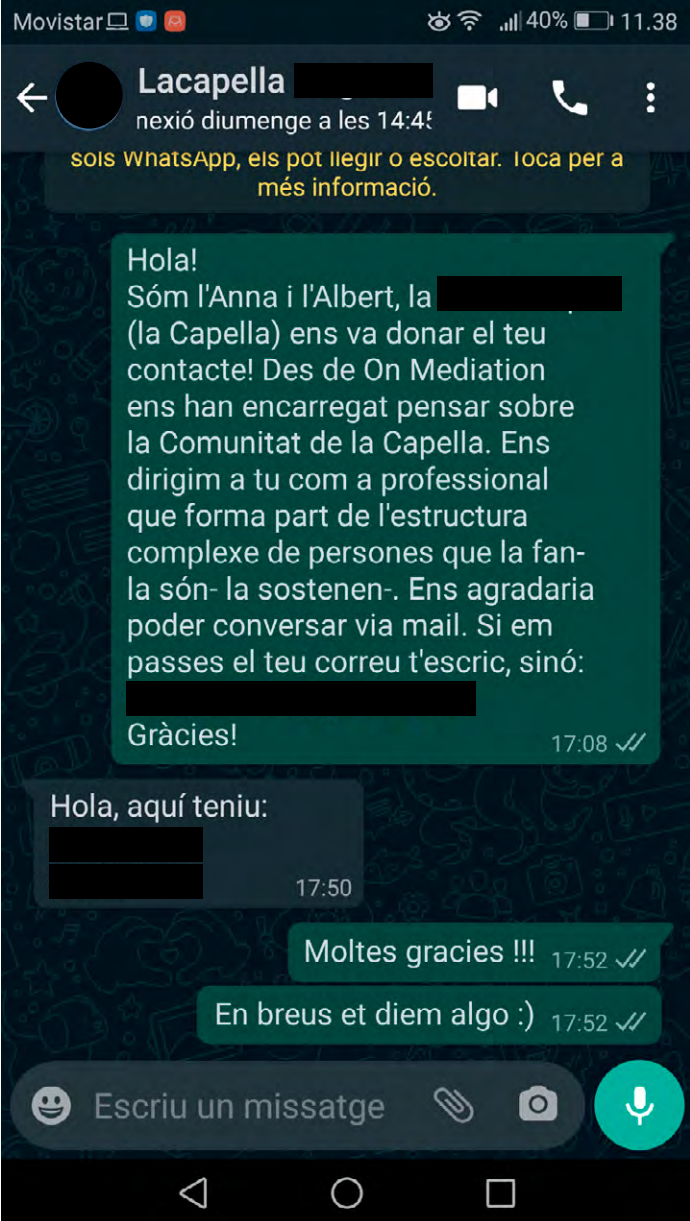 Movistar
40%
11.38
Lacapella
nexió diumenge a les 14:45
sols WhatsApp, els pot llegir o escoltar. Toca per a
més informació.
Hola!
Sóm l'Anna i l'Albert, la
(la Capella) ens va donar el teu
contacte! Des de On Mediation
ens han encarregat pensar sobre
la Comunitat de la Capella. Ens
dirigim a tu com a professional
que forma part de l'estructura
complexe de persones que la fan-
la són- la sostenen-. Ens agradaria
poder conversar via mail. Si em
passes el teu correu t'escric, sinó:
Gràcies!
17:08
Hola, aquí teniu:
17:50
Moltes gracies !!! 17:52
En breus et diem algo :) 17:52
Escriu un missatge